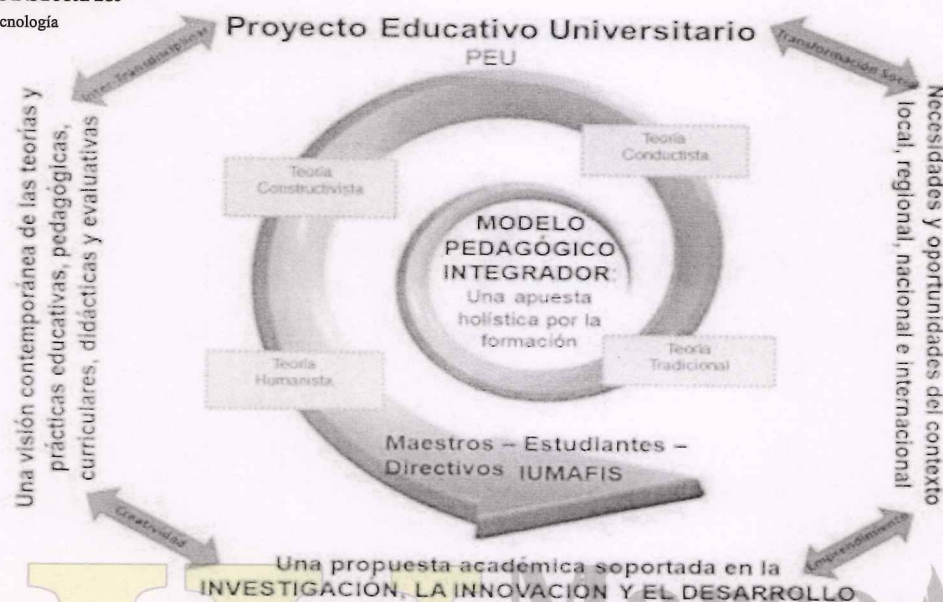 cnología
Proyecto Educativo Universitario
PEU
Inter-Transdisciplinar
Transformación Social
Una visión contemporánea de las teorías y
prácticas educativas, pedagógicas,
curriculares, didácticas y evaluativas
Necesidades y oportunidades del contexto
local, regional, nacional e internacional
Teoría
Constructivista
Teoría
Conductista
MODELO
PEDAGÓGICO
INTEGRADOR:
Una apuesta
holística por la
formación
Teoría
Humanista
Teoría
Tradicional
Maestros – Estudiantes –
Directivos IUMAFIS
Creatividad
Emprendimiento
Una propuesta académica soportada en la
INVESTIGACIÓN, LA INNOVACIÓN Y EL DESARROLLO